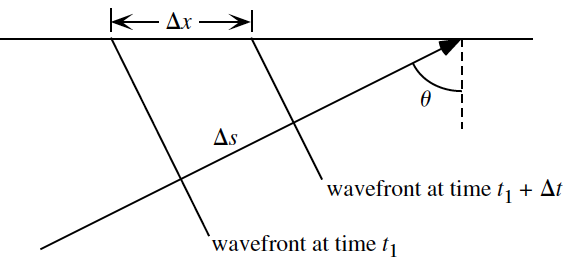 Δx
θ
Δs
wavefront at time t₁ + Δt
wavefront at time t₁